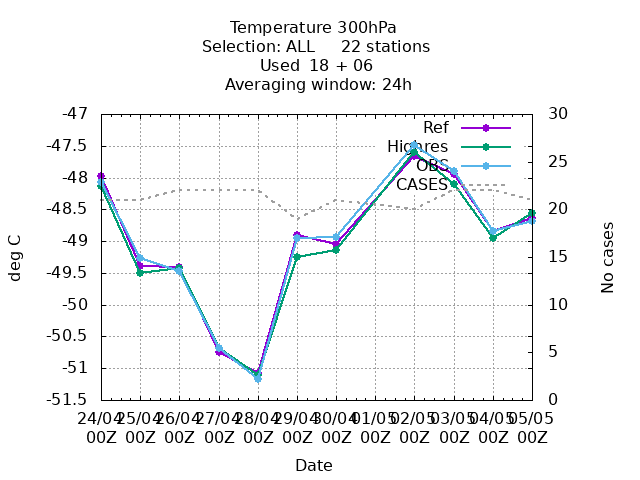 Temperature 300hPa
Selection: ALL 22 stations
Used 18 + 06
Averaging window: 24h
-47
-47.5
-48
-48.5
-49
-49.5
-50
-50.5
-51
-51.5
deg C
30
25
20
15
10
5
0
No cases
Ref
Highres
OBS
CASES
24/04 25/04 26/04 27/04 28/04 29/04 30/04 01/05 02/05 03/05 04/05 05/05
00Z 00Z 00Z 00Z 00Z 00Z 00Z 00Z 00Z 00Z 00Z 00Z
Date